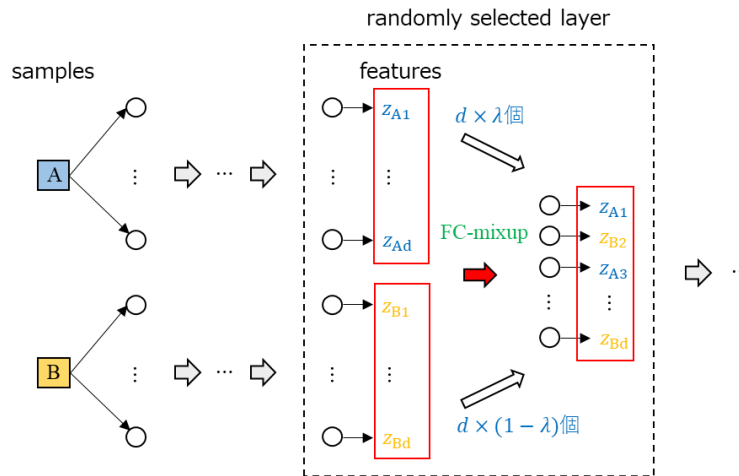 randomly selected layer
samples
features
A
⋮
...
z_A1
⋮
z_Ad
d × λ個
B
⋮
...
z_B1
⋮
z_Bd
d × (1 − λ)個
FC-mixup
z_A1
z_B2
z_A3
⋮
z_Bd